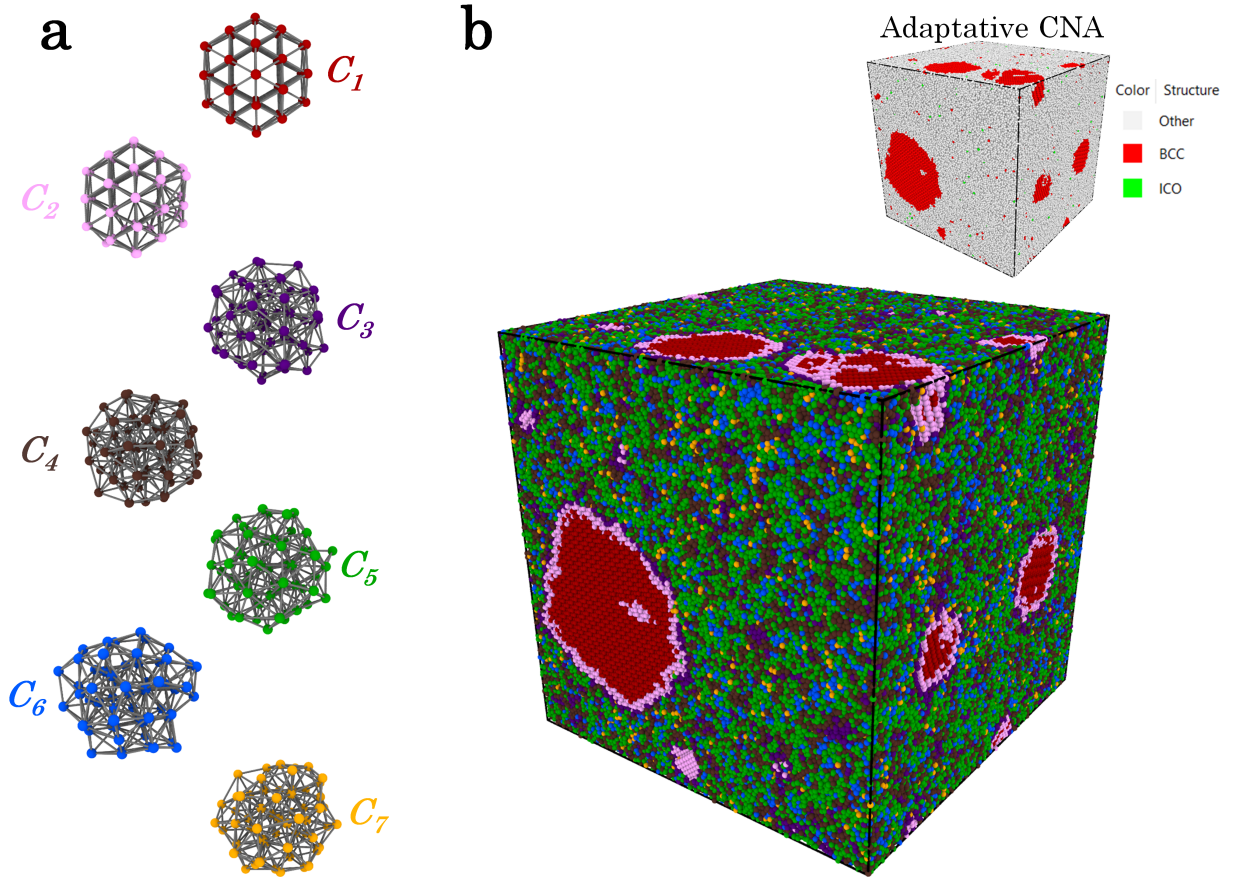 a
b
C1
C2
C3
C4
C5
C6
C7
Adaptative CNA
Color Structure
Other
BCC
ICO